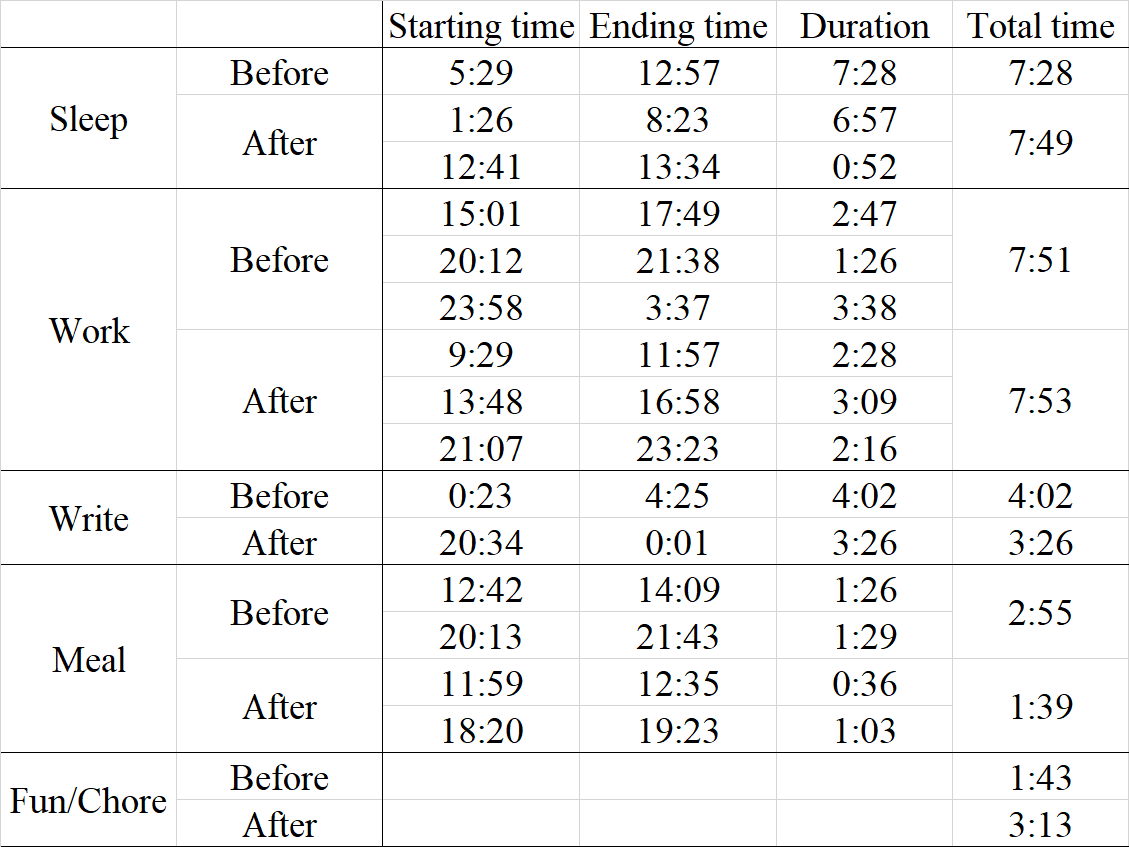 Starting time Ending time Duration Total time
Sleep Before 5:29 12:57 7:28 7:28
After 1:26 8:23 6:57 7:49
12:41 13:34 0:52
Work Before 15:01 17:49 2:47 7:51
20:12 21:38 1:26
23:58 3:37 3:38
After 9:29 11:57 2:28 7:53
13:48 16:58 3:09
21:07 23:23 2:16
Write Before 0:23 4:25 4:02 4:02
After 20:34 0:01 3:26 3:26
Meal Before 12:42 14:09 1:26 2:55
20:13 21:43 1:29
After 11:59 12:35 0:36 1:39
18:20 19:23 1:03
Fun/Chore Before 1:43
After 3:13